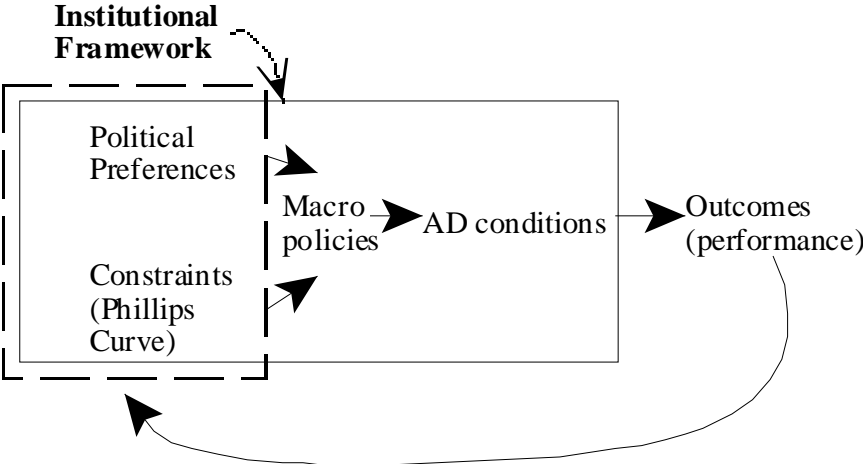 Institutional
Framework
Political
Preferences
Macro
policies
AD conditions
Outcomes
(performance)
Constraints
(Phillips
Curve)